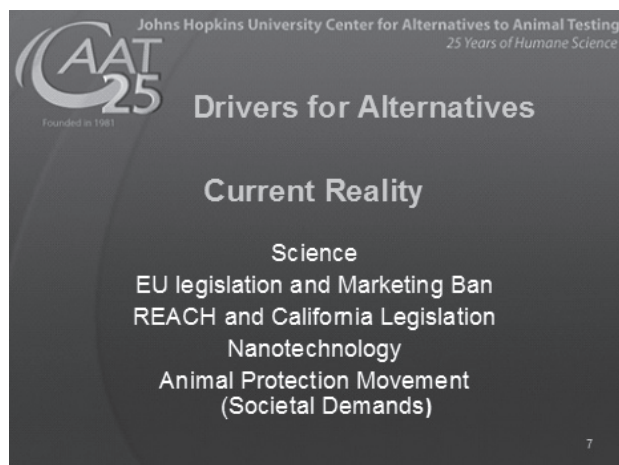 Johns Hopkins University Center for Alternatives to Animal Testing
25 Years of Humane Science
CAAT
25
Founded in 1981
Drivers for Alternatives
Current Reality
Science
EU legislation and Marketing Ban
REACH and California Legislation
Nanotechnology
Animal Protection Movement
(Societal Demands)
7